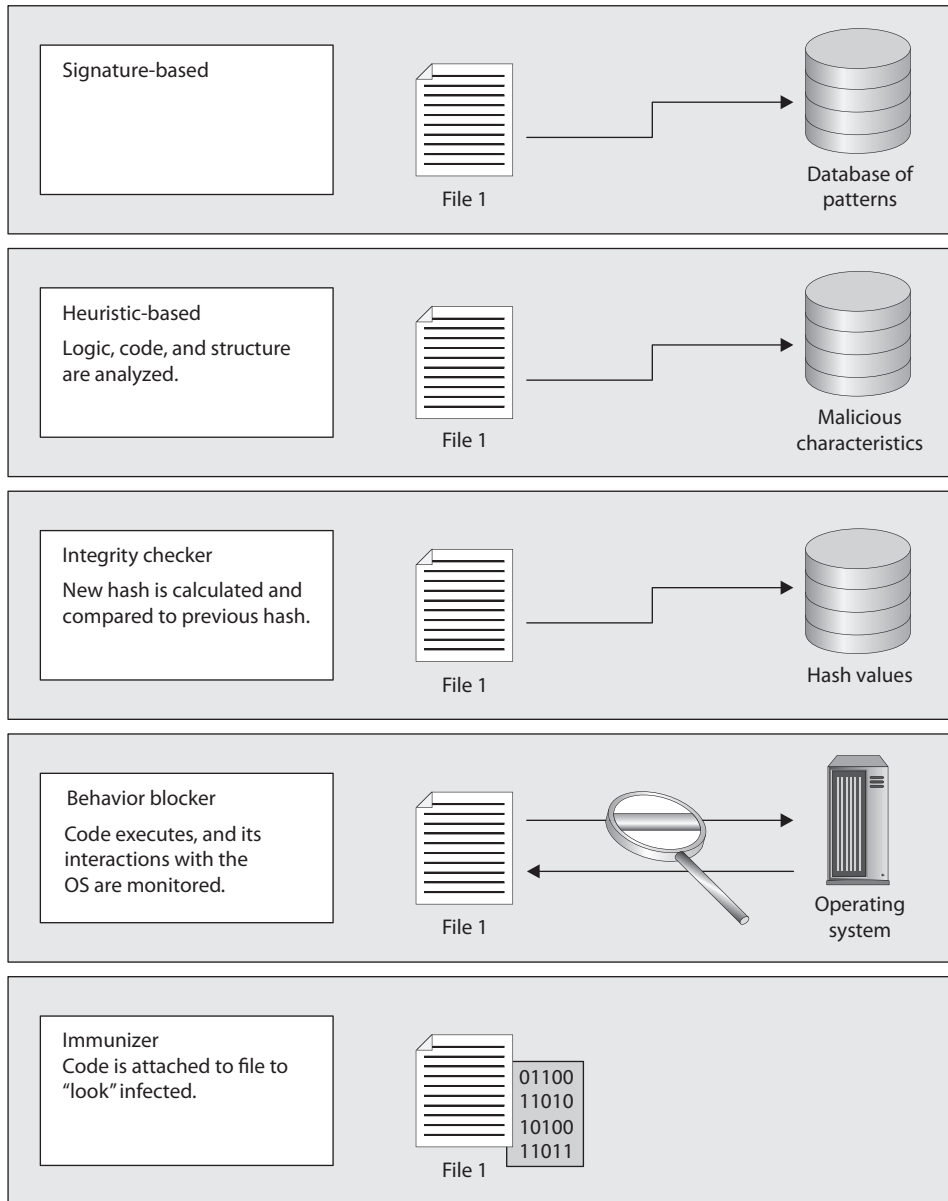 Signature-based
File 1
Database of
patterns
Heuristic-based
Logic, code, and structure
are analyzed.
File 1
Malicious
characteristics
Integrity checker
New hash is calculated and
compared to previous hash.
File 1
Hash values
Behavior blocker
Code executes, and its
interactions with the
OS are monitored.
File 1
Operating
system
Immunizer
Code is attached to file to
“look” infected.
01100
11010
10100
11011
File 1